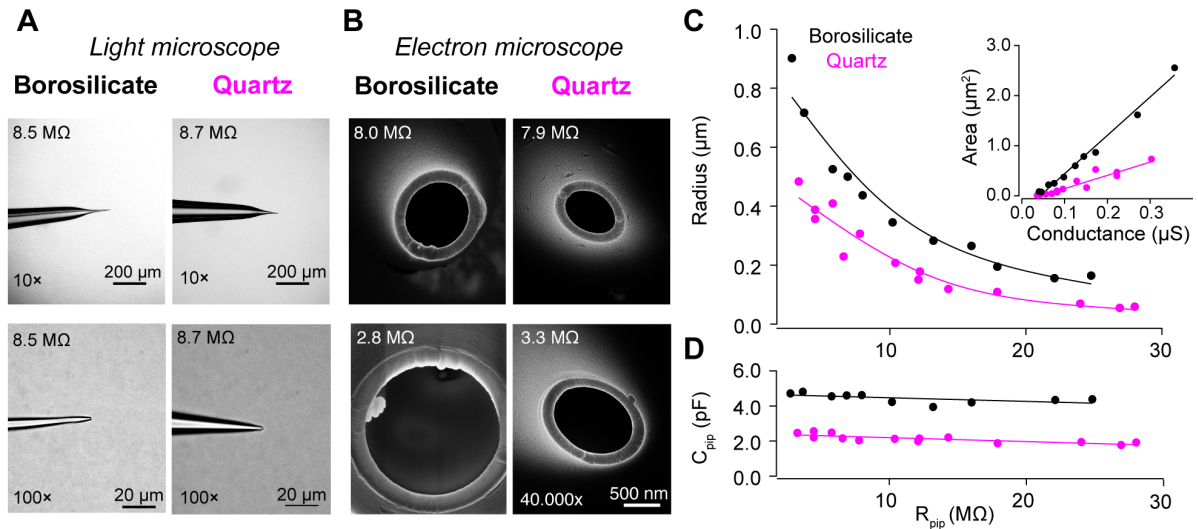 A
Light microscope
Borosilicate
Quartz
8.5 MΩ
10×
200 µm
8.7 MΩ
10×
200 µm
8.5 MΩ
100×
20 µm
8.7 MΩ
100×
20 µm
B
Electron microscope
Borosilicate
Quartz
8.0 MΩ
7.9 MΩ
2.8 MΩ
3.3 MΩ
40.000x
500 nm
C
Borosilicate
Quartz
Radius (µm)
1.0
0.8
0.6
0.4
0.2
0.0
10
20
30
Area (µm²)
3.0
2.0
1.0
0.0
0.0
0.1
0.2
0.3
Conductance (µS)
D
C pip (pF)
6.0
4.0
2.0
0.0
10
20
30
R pip (MΩ)